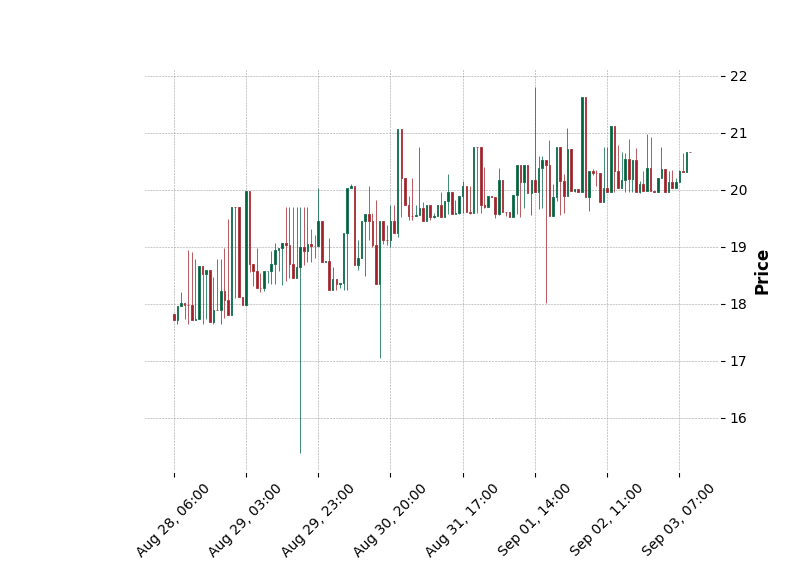 22
21
20
19
18
17
16
Price
Aug 28, 06:00
Aug 29, 03:00
Aug 29, 23:00
Aug 30, 20:00
Aug 31, 17:00
Sep 01, 14:00
Sep 02, 11:00
Sep 03, 07:00